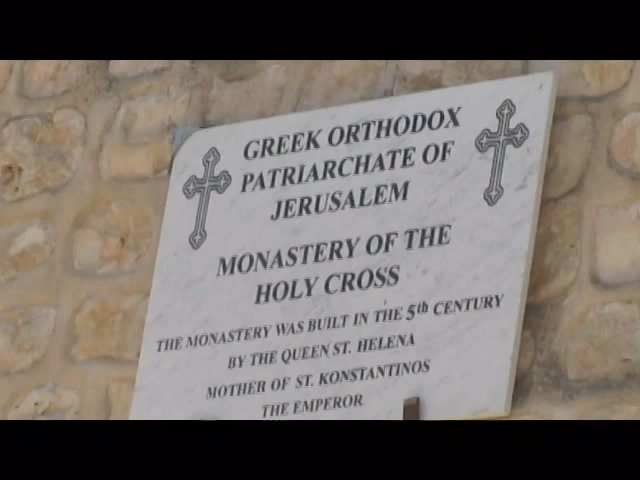 GREEK ORTHODOX
PATRIARCHATE OF
JERUSALEM
MONASTERY OF THE
HOLY CROSS
THE MONASTERY WAS BUILT IN THE 5th CENTURY
BY THE QUEEN ST. HELENA
MOTHER OF ST. KONSTANTINOS
THE EMPEROR